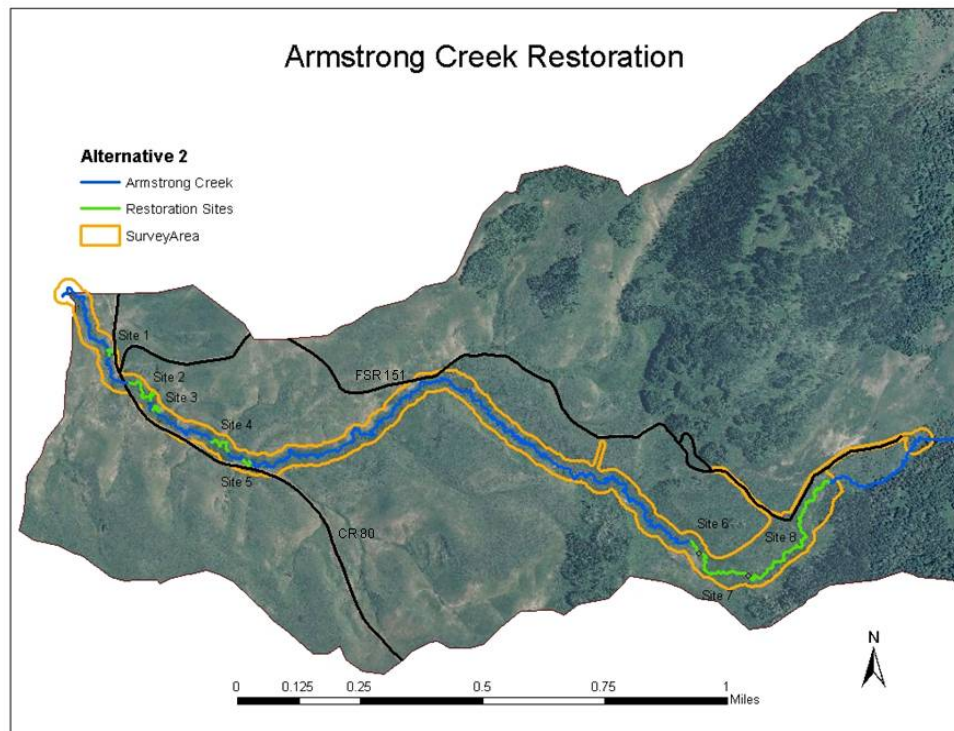 Armstrong Creek Restoration
Alternative 2
Armstrong Creek
Restoration Sites
SurveyArea
Site 1
Site 2
Site 3
FSR 151
Site 4
Site 5
CR 80
Site 6
Site 8
Site 7
N
0 0.125 0.25 0.5 0.75 1
Miles